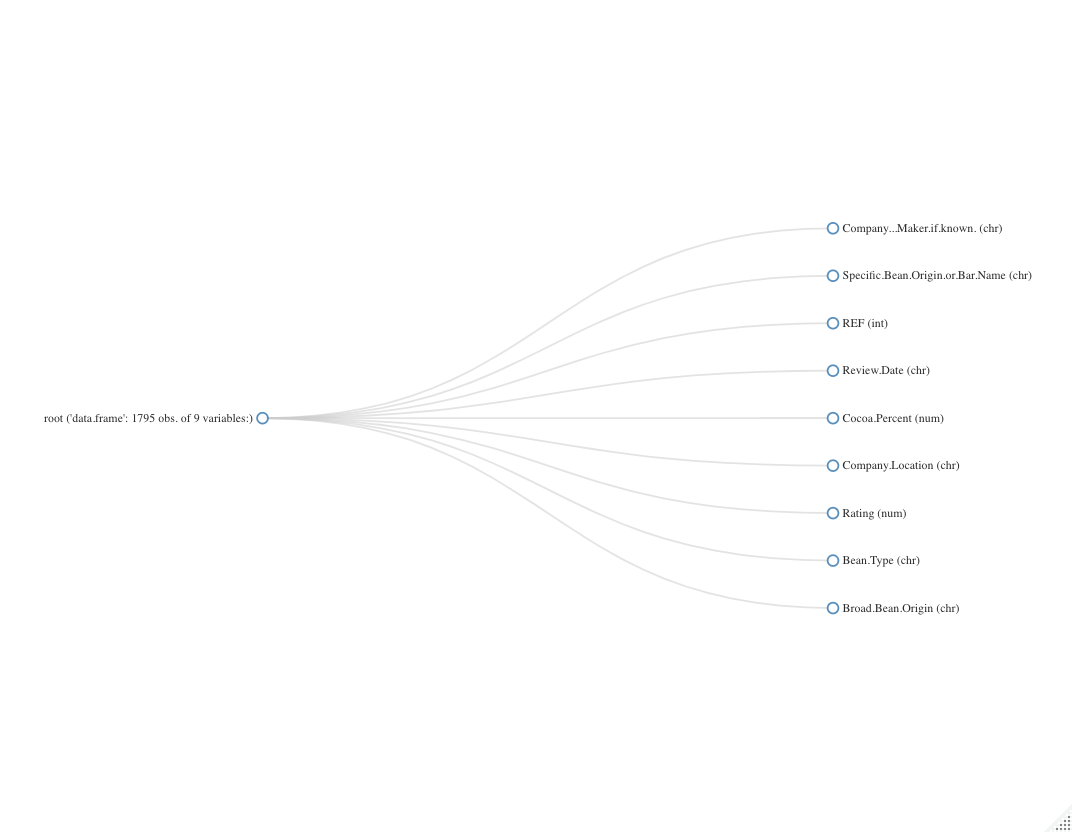 Company...Maker.if.known. (chr)
Specific.Bean.Origin.or.Bar.Name (chr)
REF (int)
Review.Date (chr)
root ('data.frame': 1795 obs. of 9 variables:)
Cocoa.Percent (num)
Company.Location (chr)
Rating (num)
Bean.Type (chr)
Broad.Bean.Origin (chr)